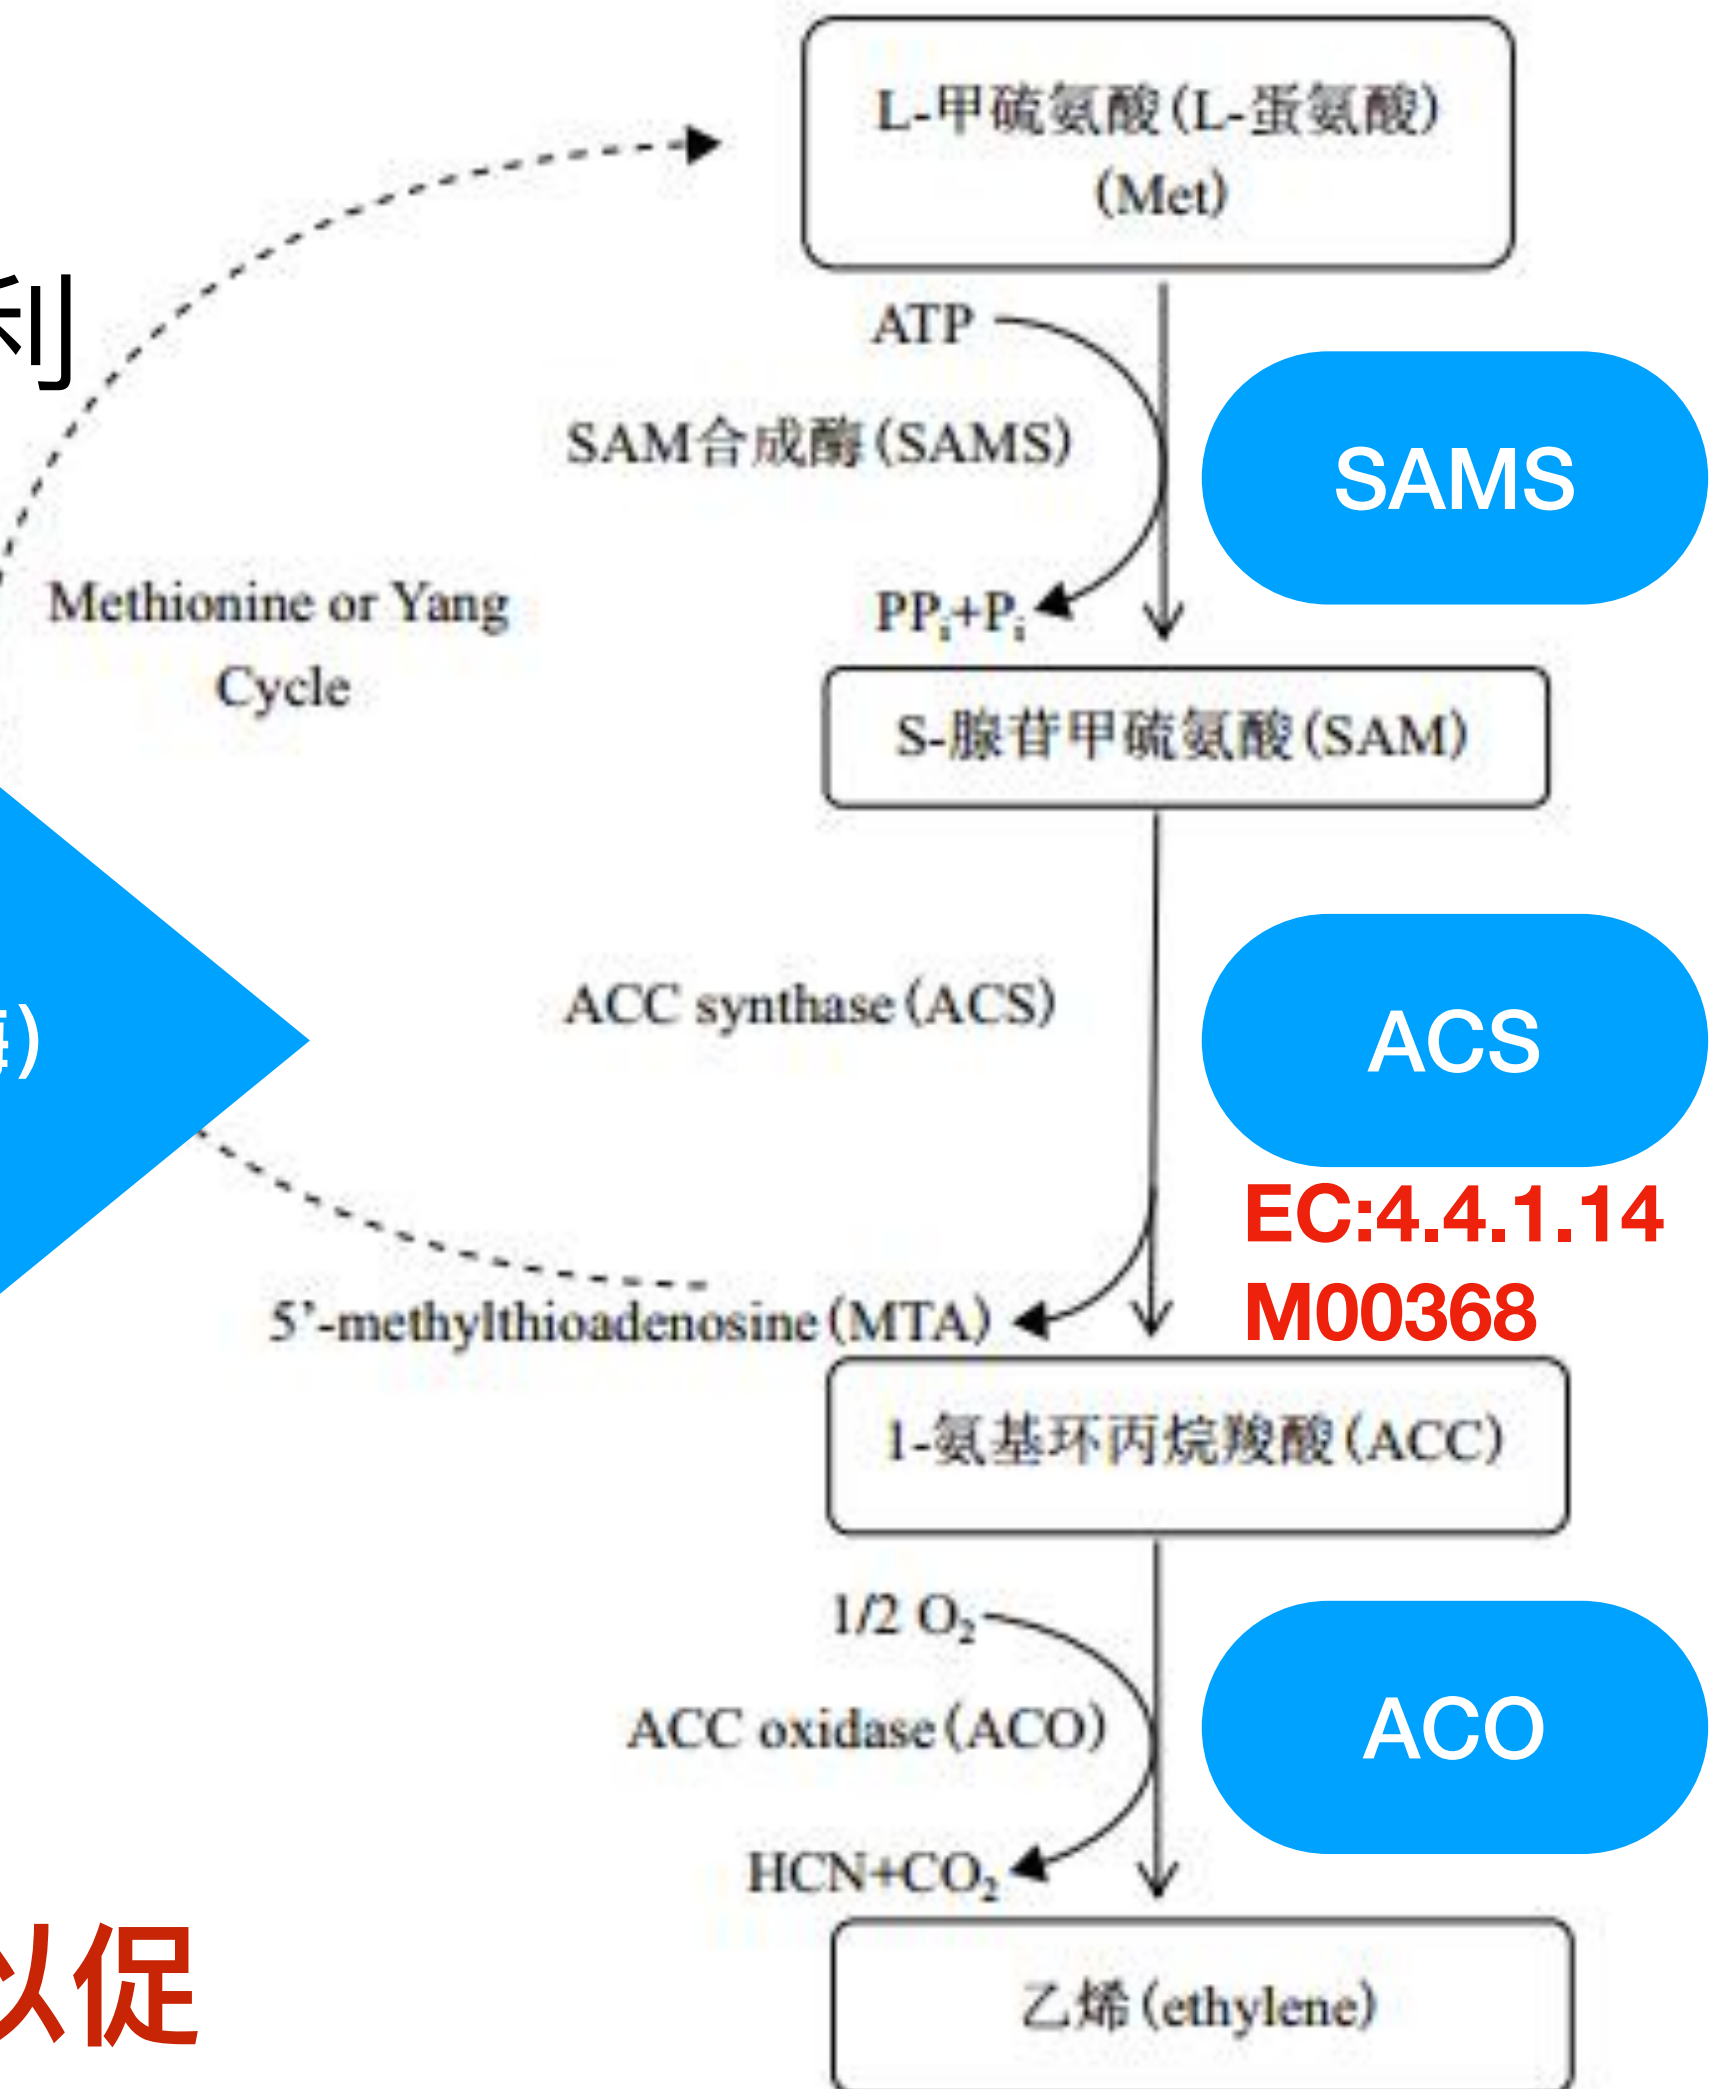 L-甲硫氨酸(L-蛋氨酸)
(Met)
利
ATP
SAM合成酶(SAMS)
SAMS
Methionine or Yang
Cycle
PPi+Pi
S-腺苷甲硫氨酸(SAM)
ACC synthase(ACS)
ACS
酶)
EC:4.4.1.14
M00368
5’-methylthioadenosine(MTA)
1-氨基环丙烷羧酸(ACC)
1/2 O₂
ACC oxidase(ACO)
ACO
HCN+CO₂
以促
乙烯(ethylene)